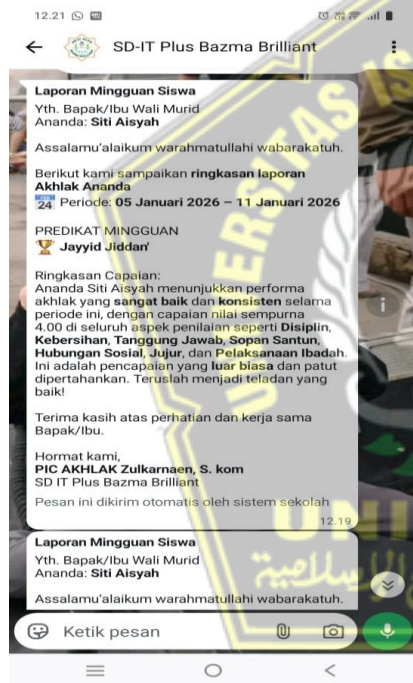 12.21
SD-IT Plus Bazma Brilliant
Laporan Mingguan Siswa
Yth. Bapak/Ibu Wali Murid
Ananda: Siti Aisyah
Assalamu'alaikum warahmatullahi wabarakatuh.
Berikut kami sampaikan ringkasan laporan
Akhlak Ananda
24 Periode: 05 Januari 2026 – 11 Januari 2026
PREDIKAT MINGGUAN
🏆 Jayyid Jiddan'
Ringkasan Capaian:
Ananda Siti Aisyah menunjukkan performa
akhlak yang sangat baik dan konsisten selama
periode ini, dengan capaian nilai sempurna
4.00 di seluruh aspek penilaian seperti Disiplin,
Kebersihan, Tanggung Jawab, Sopan Santun,
Hubungan Sosial, Jujur, dan Pelaksanaan Ibadah.
Ini adalah pencapaian yang luar biasa dan patut
dipertahankan. Teruslah menjadi teladan yang
baik!
Terima kasih atas perhatian dan kerja sama
Bapak/Ibu.
Hormat kami,
PIC AKHLAK Zulkarnaen, S. kom
SD IT Plus Bazma Brilliant
Pesan ini dikirim otomatis oleh sistem sekolah
12.19
Laporan Mingguan Siswa
Yth. Bapak/Ibu Wali Murid
Ananda: Siti Aisyah
Assalamu'alaikum warahmatullahi wabarakatuh.
Ketik pesan